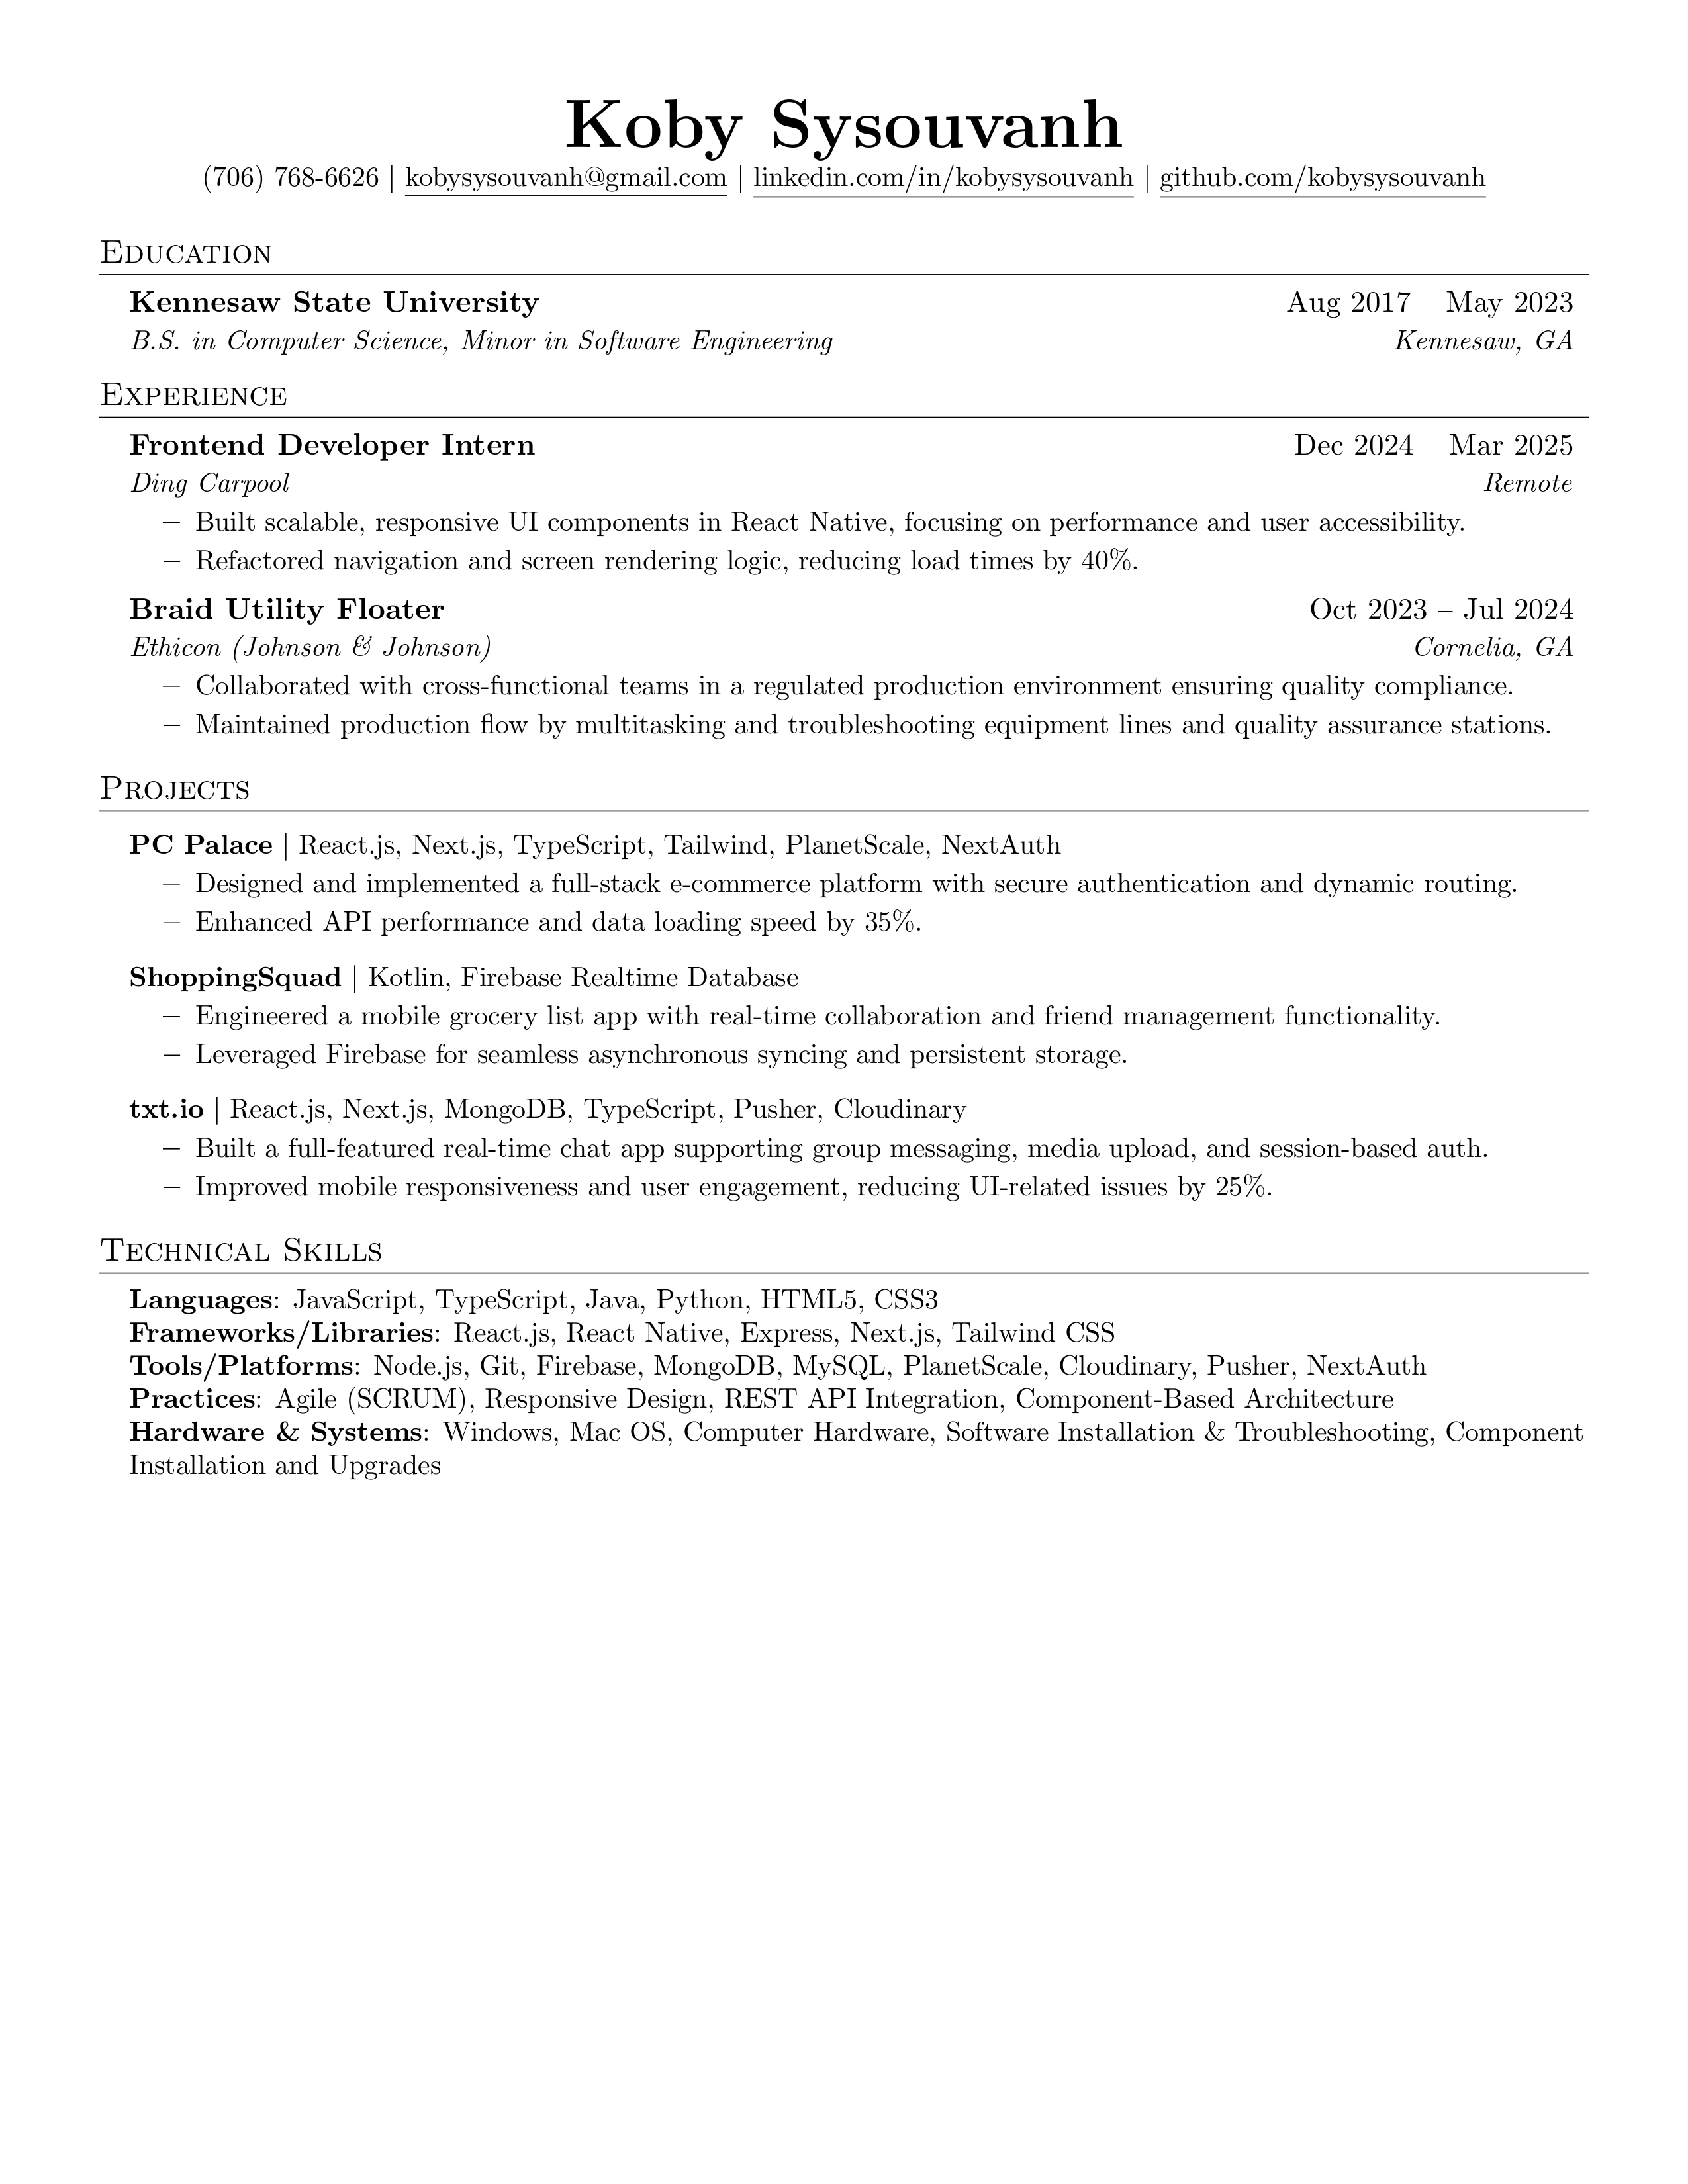 Koby Sysouvanh
(706) 768-6626 | kobysysouvanh@gmail.com | linkedin.com/in/kobysysouvanh | github.com/kobysysouvanh
Education
Kennesaw State University Aug 2017 – May 2023
B.S. in Computer Science, Minor in Software Engineering Kennesaw, GA
Experience
Frontend Developer Intern Dec 2024 – Mar 2025
Ding Carpool Remote
– Built scalable, responsive UI components in React Native, focusing on performance and user accessibility.
– Refactored navigation and screen rendering logic, reducing load times by 40%.
Braid Utility Floater Oct 2023 – Jul 2024
Ethicon (Johnson & Johnson) Cornelia, GA
– Collaborated with cross-functional teams in a regulated production environment ensuring quality compliance.
– Maintained production flow by multitasking and troubleshooting equipment lines and quality assurance stations.
Projects
PC Palace | React.js, Next.js, TypeScript, Tailwind, PlanetScale, NextAuth
– Designed and implemented a full-stack e-commerce platform with secure authentication and dynamic routing.
– Enhanced API performance and data loading speed by 35%.
ShoppingSquad | Kotlin, Firebase Realtime Database
– Engineered a mobile grocery list app with real-time collaboration and friend management functionality.
– Leveraged Firebase for seamless asynchronous syncing and persistent storage.
txt.io | React.js, Next.js, MongoDB, TypeScript, Pusher, Cloudinary
– Built a full-featured real-time chat app supporting group messaging, media upload, and session-based auth.
– Improved mobile responsiveness and user engagement, reducing UI-related issues by 25%.
Technical Skills
Languages: JavaScript, TypeScript, Java, Python, HTML5, CSS3
Frameworks/Libraries: React.js, React Native, Express, Next.js, Tailwind CSS
Tools/Platforms: Node.js, Git, Firebase, MongoDB, MySQL, PlanetScale, Cloudinary, Pusher, NextAuth
Practices: Agile (SCRUM), Responsive Design, REST API Integration, Component-Based Architecture
Hardware & Systems: Windows, Mac OS, Computer Hardware, Software Installation & Troubleshooting, Component
Installation and Upgrades